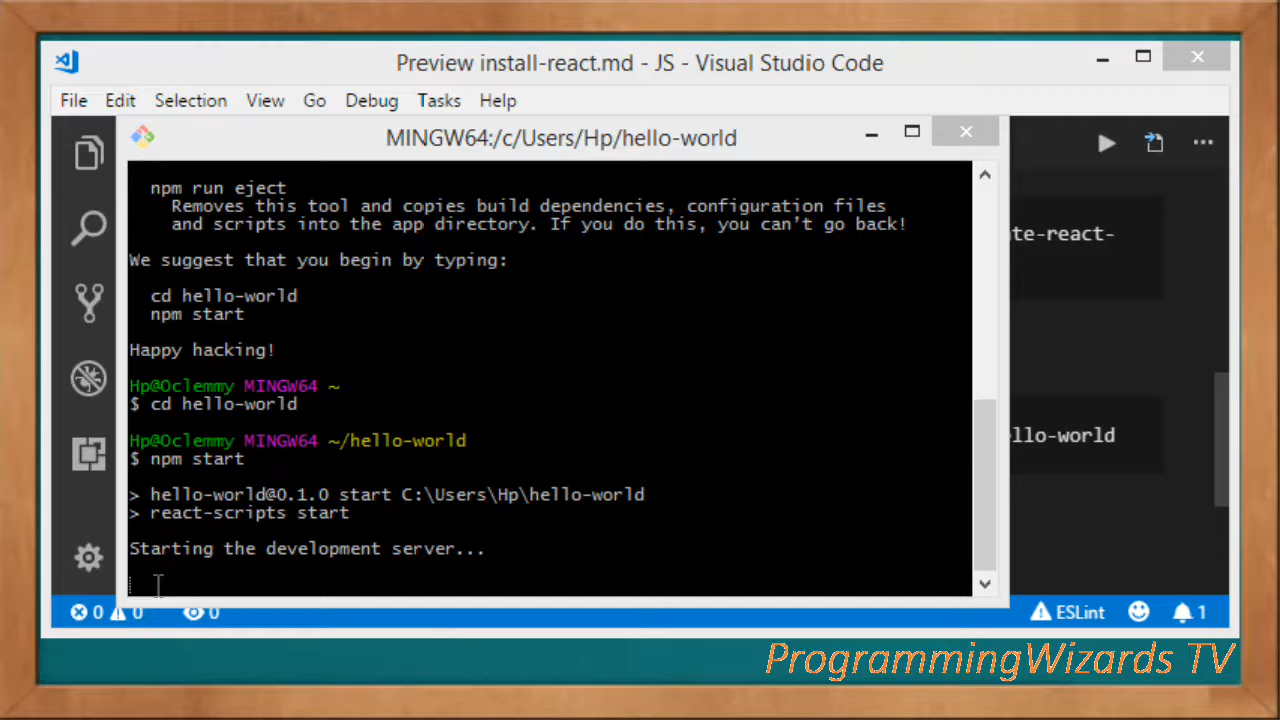 Preview install-react.md - JS - Visual Studio Code
File Edit Selection View Go Debug Tasks Help
MINGW64:/c/Users/Hp/hello-world
npm run eject
Removes this tool and copies build dependencies, configuration files
and scripts into the app directory. If you do this, you can't go back!
We suggest that you begin by typing:
cd hello-world
npm start
Happy hacking!
Hp@Oclemmy MINGW64 ~
$ cd hello-world
Hp@Oclemmy MINGW64 ~/hello-world
$ npm start
> hello-world@0.1.0 start C:\Users\Hp\hello-world
> react-scripts start
Starting the development server...
te-react-
llo-world
0 0 0 ESLint 1
ProgrammingWizards TV